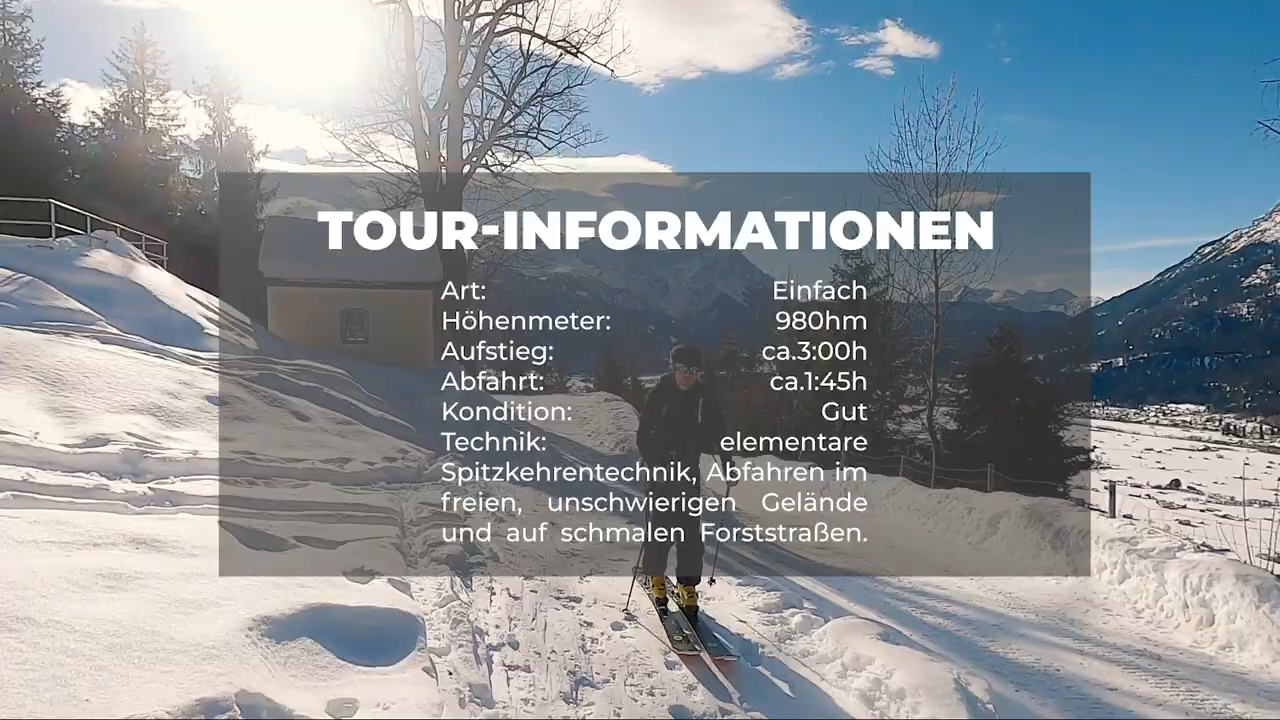 TOUR-INFORMATIONEN
Art: Einfach
Höhenmeter: 980hm
Aufstieg: ca.3:00h
Abfahrt: ca.1:45h
Kondition: Gut
Technik: elementare
Spitzkehrentechnik, Abfahren im
freien, unschwierigen Gelände
und auf schmalen Forststraßen.